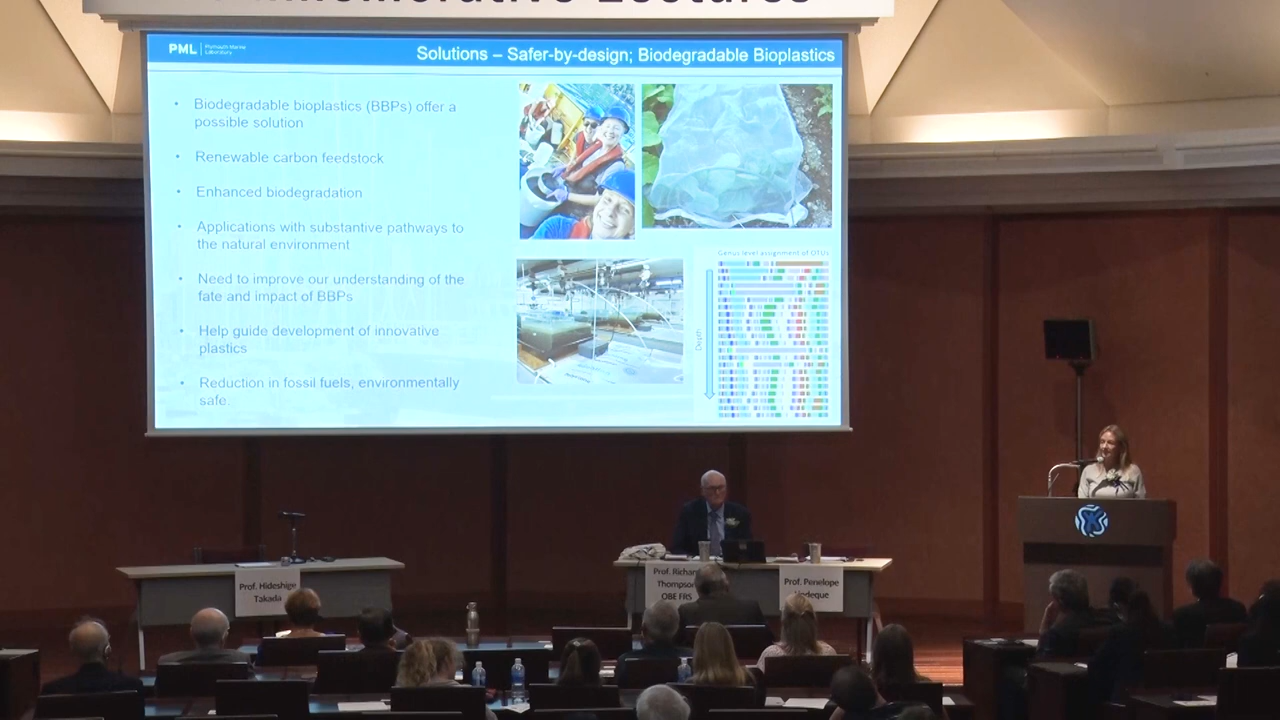 PML
Plymouth Marine
Laboratory
Solutions – Safer-by-design; Biodegradable Bioplastics
• Biodegradable bioplastics (BBPs) offer a
possible solution
• Renewable carbon feedstock
• Enhanced biodegradation
• Applications with substantive pathways to
the natural environment
• Need to improve our understanding of the
fate and impact of BBPs
• Help guide development of innovative
plastics
• Reduction in fossil fuels, environmentally
safe.
Genus level assignment of OTUs
Depth
Prof. Hideshige
Takada
Prof. Richard
Thompson
OBE FRS
Prof. Penelope